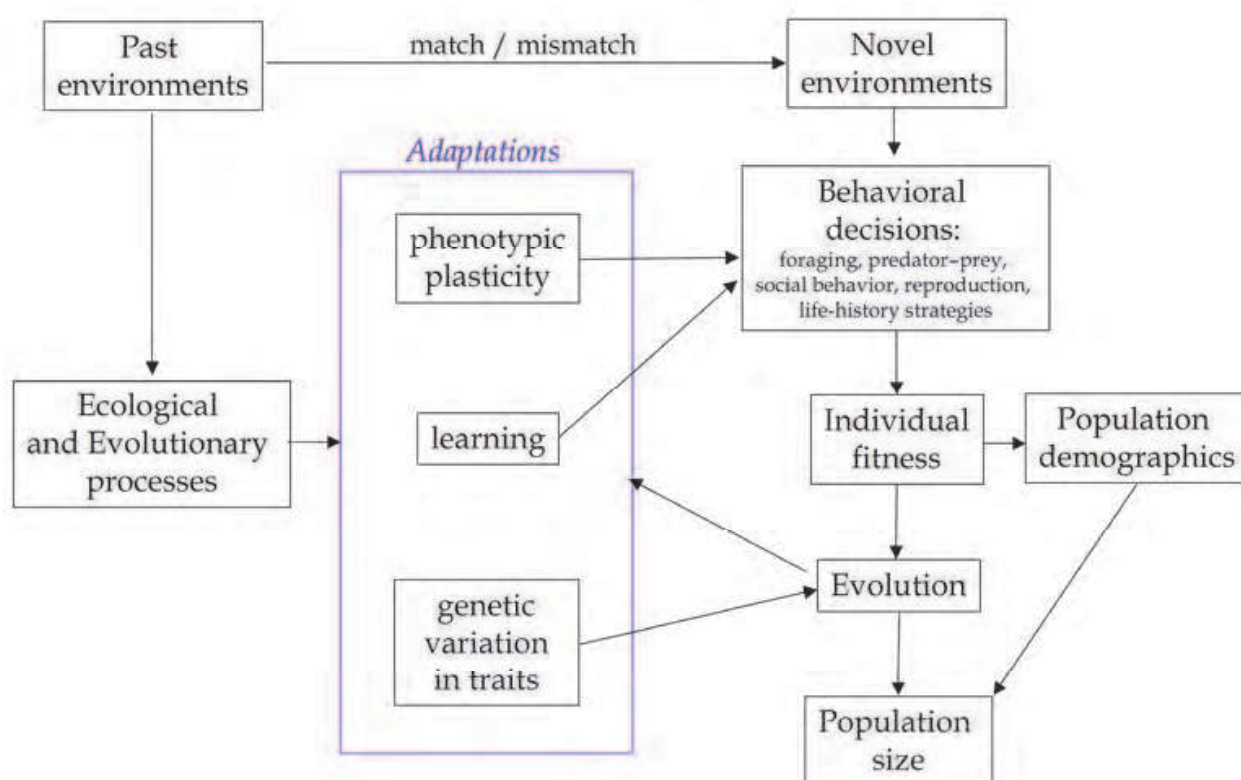 Past
environments
match / mismatch
Novel
environments
Adaptations
phenotypic
plasticity
Behavioral
decisions:
foraging, predator–prey,
social behavior, reproduction,
life-history strategies
Ecological
and Evolutionary
processes
learning
Individual
fitness
Population
demographics
genetic
variation
in traits
Evolution
Population
size